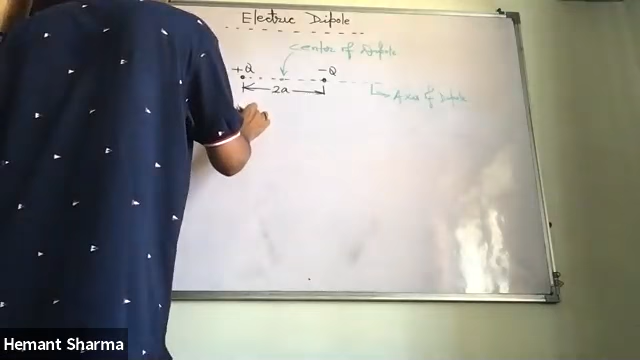 Electric Dipole
center of Dipole
+Q
-Q
2a
Axis of Dipole
Hemant Sharma